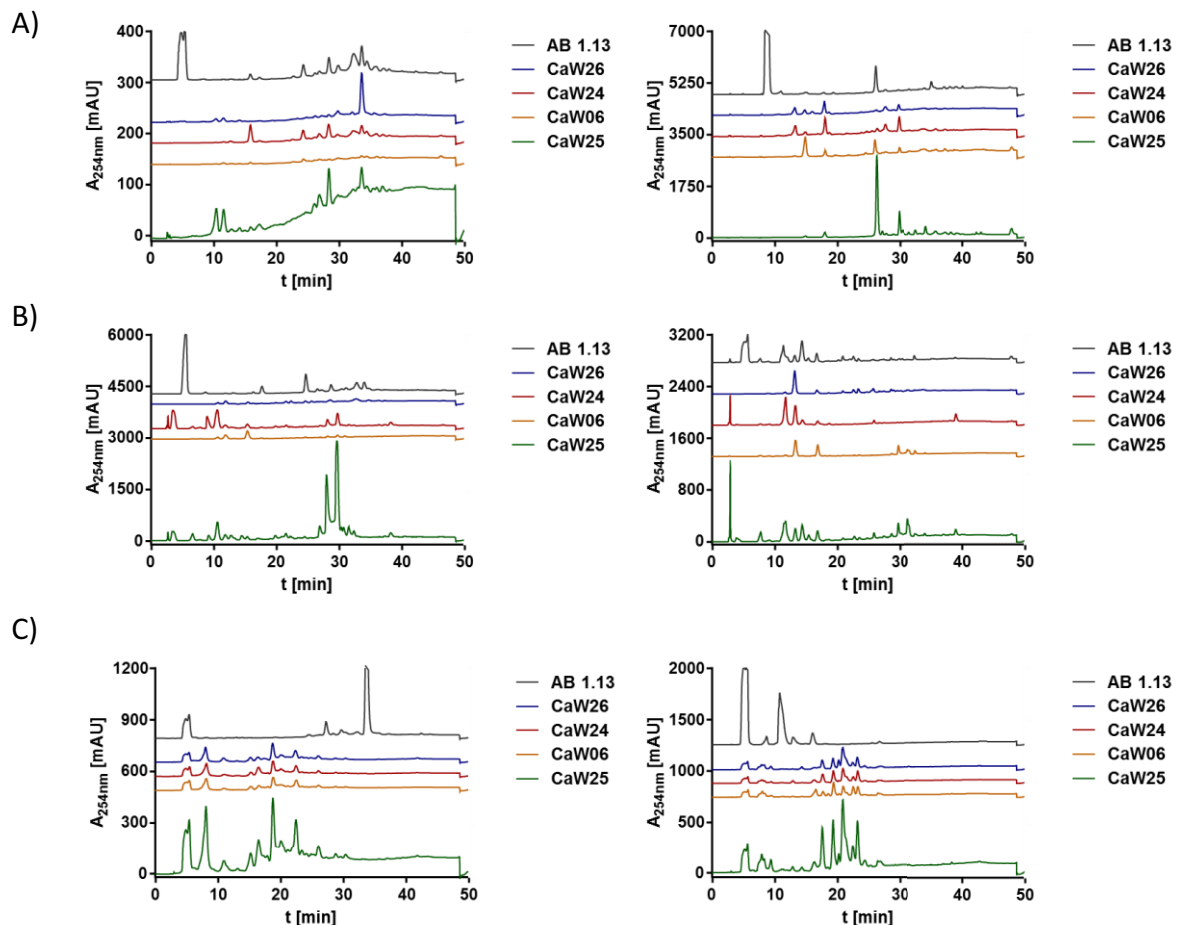 A)
A254nm [mAU]
400
300
200
100
0
0 10 20 30 40 50
t [min]
AB 1.13
CaW26
CaW24
CaW06
CaW25
A254nm [mAU]
7000
5250
3500
1750
0
0 10 20 30 40 50
t [min]
AB 1.13
CaW26
CaW24
CaW06
CaW25
B)
A254nm [mAU]
6000
4500
3000
1500
0
0 10 20 30 40 50
t [min]
AB 1.13
CaW26
CaW24
CaW06
CaW25
A254nm [mAU]
3200
2400
1600
800
0
0 10 20 30 40 50
t [min]
AB 1.13
CaW26
CaW24
CaW06
CaW25
C)
A254nm [mAU]
1200
900
600
300
0
0 10 20 30 40 50
t [min]
AB 1.13
CaW26
CaW24
CaW06
CaW25
A254nm [mAU]
2000
1500
1000
500
0
0 10 20 30 40 50
t [min]
AB 1.13
CaW26
CaW24
CaW06
CaW25